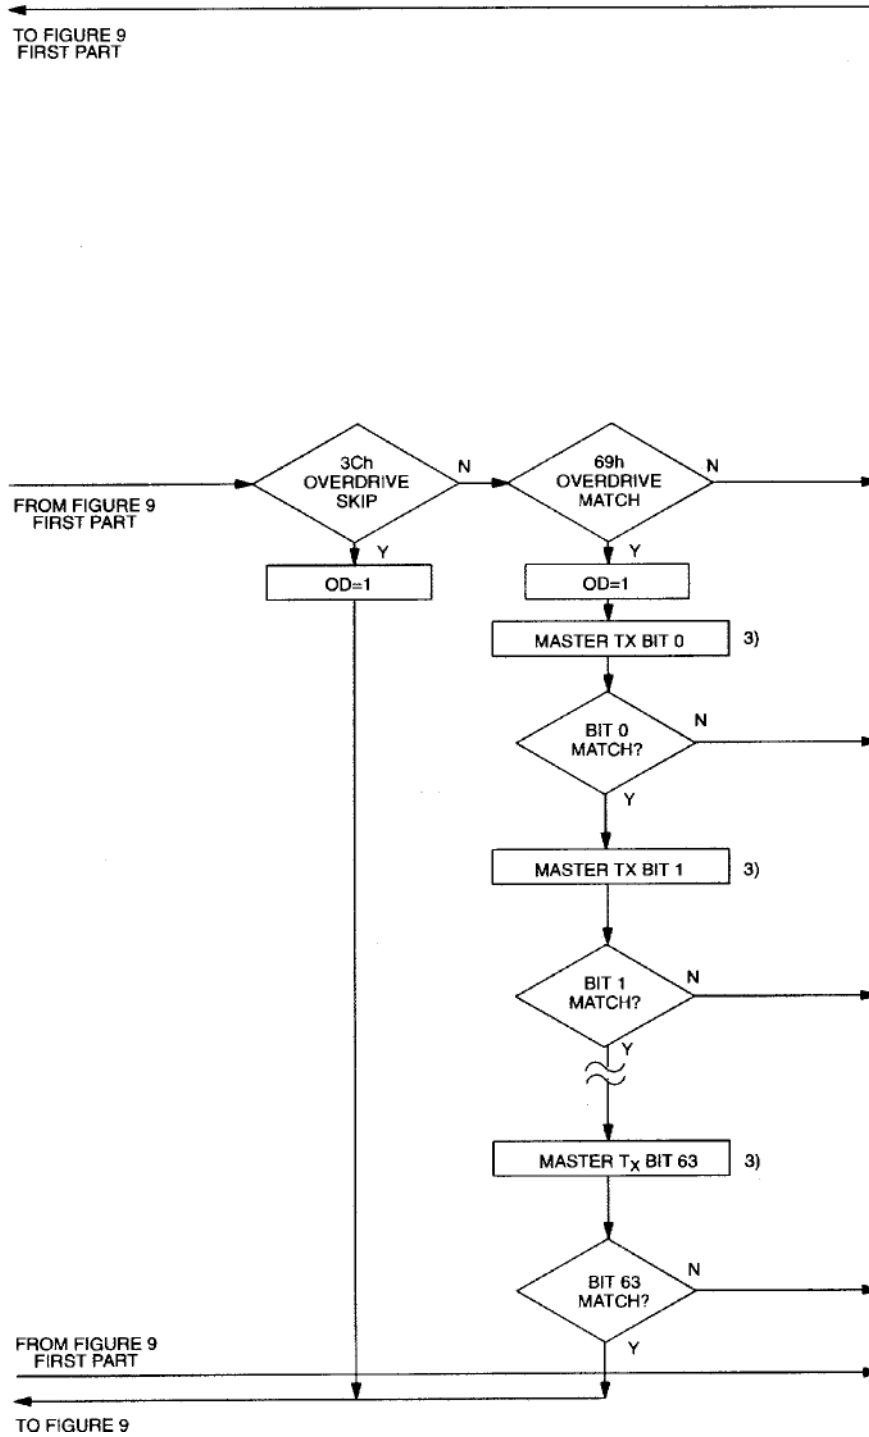 TO FIGURE 9
FIRST PART
3Ch
OVERDRIVE
SKIP
N
69h
OVERDRIVE
MATCH
N
FROM FIGURE 9
FIRST PART
Y
Y
OD=1
OD=1
MASTER TX BIT 0
3)
BIT 0
MATCH?
N
Y
MASTER TX BIT 1
3)
BIT 1
MATCH?
N
Y
MASTER TX BIT 63
3)
BIT 63
MATCH?
N
Y
FROM FIGURE 9
FIRST PART
TO FIGURE 9